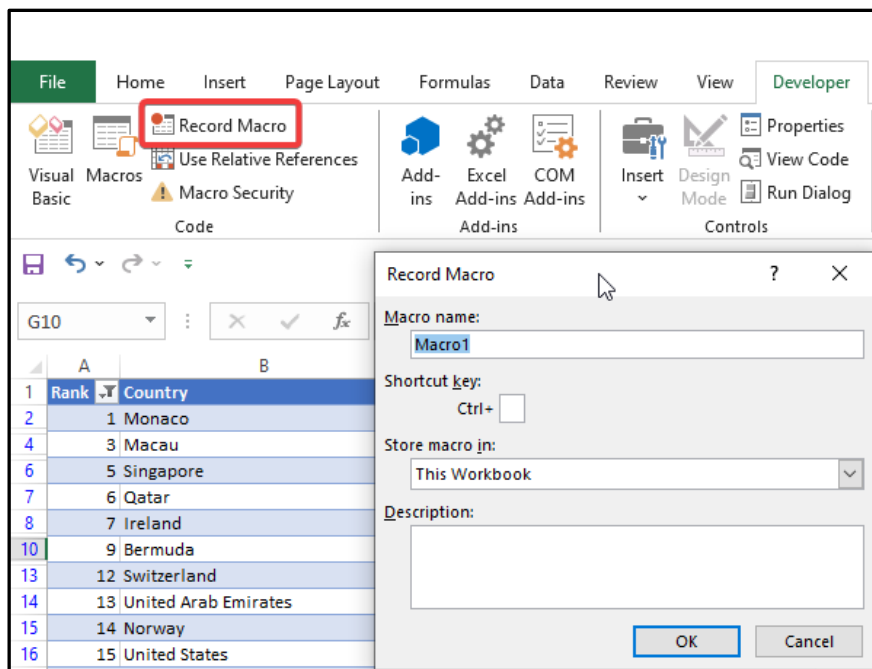 File Home Insert Page Layout Formulas Data Review View Developer
Record Macro
Use Relative References
Macro Security
Visual Basic
Macros
Code
Add-ins
Excel Add-ins
COM Add-ins
Add-ins
Insert
Design Mode
Properties
View Code
Run Dialog
Controls
G10
fx
A B
1 Rank Country
2 1 Monaco
4 3 Macau
6 5 Singapore
7 6 Qatar
8 7 Ireland
10 9 Bermuda
13 12 Switzerland
14 13 United Arab Emirates
15 14 Norway
16 15 United States
Record Macro ?
Macro name:
Macro1
Shortcut key:
Ctrl+
Store macro in:
This Workbook
Description:
OK Cancel